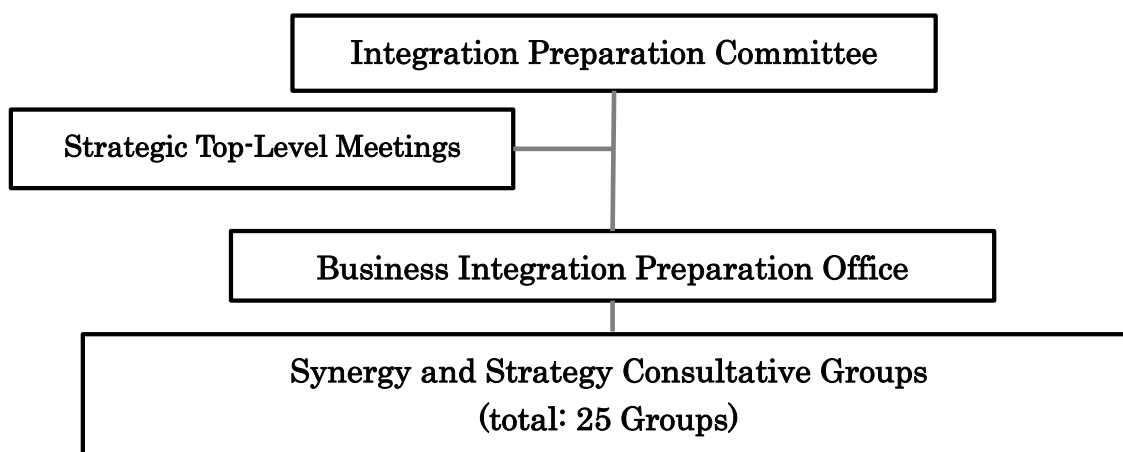 Integration Preparation Committee
Strategic Top-Level Meetings
Business Integration Preparation Office
Synergy and Strategy Consultative Groups
(total: 25 Groups)